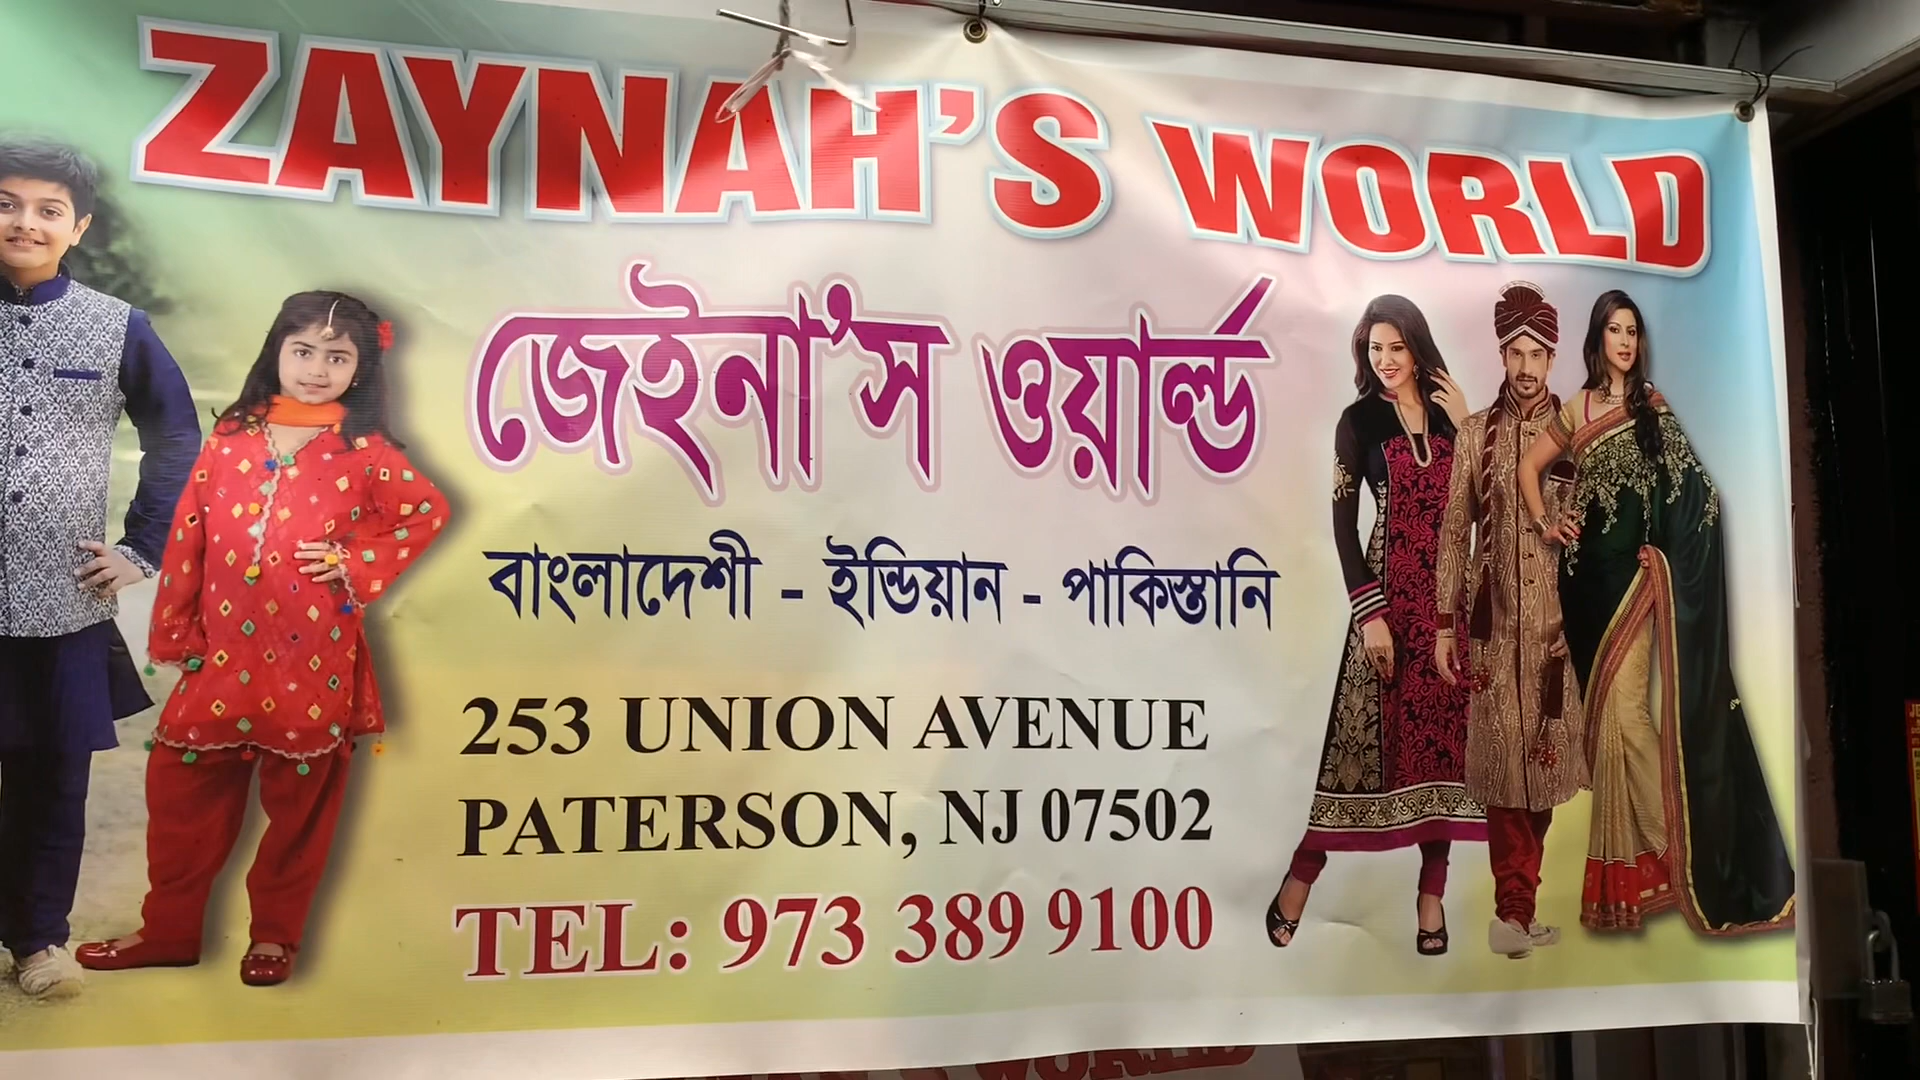 ZAYNAH'S WORLD
জেইনা'স ওয়ার্ল্ড
বাংলাদেশী - ইন্ডিয়ান - পাকিস্তানি
253 UNION AVENUE
PATERSON, NJ 07502
TEL: 973 389 9100